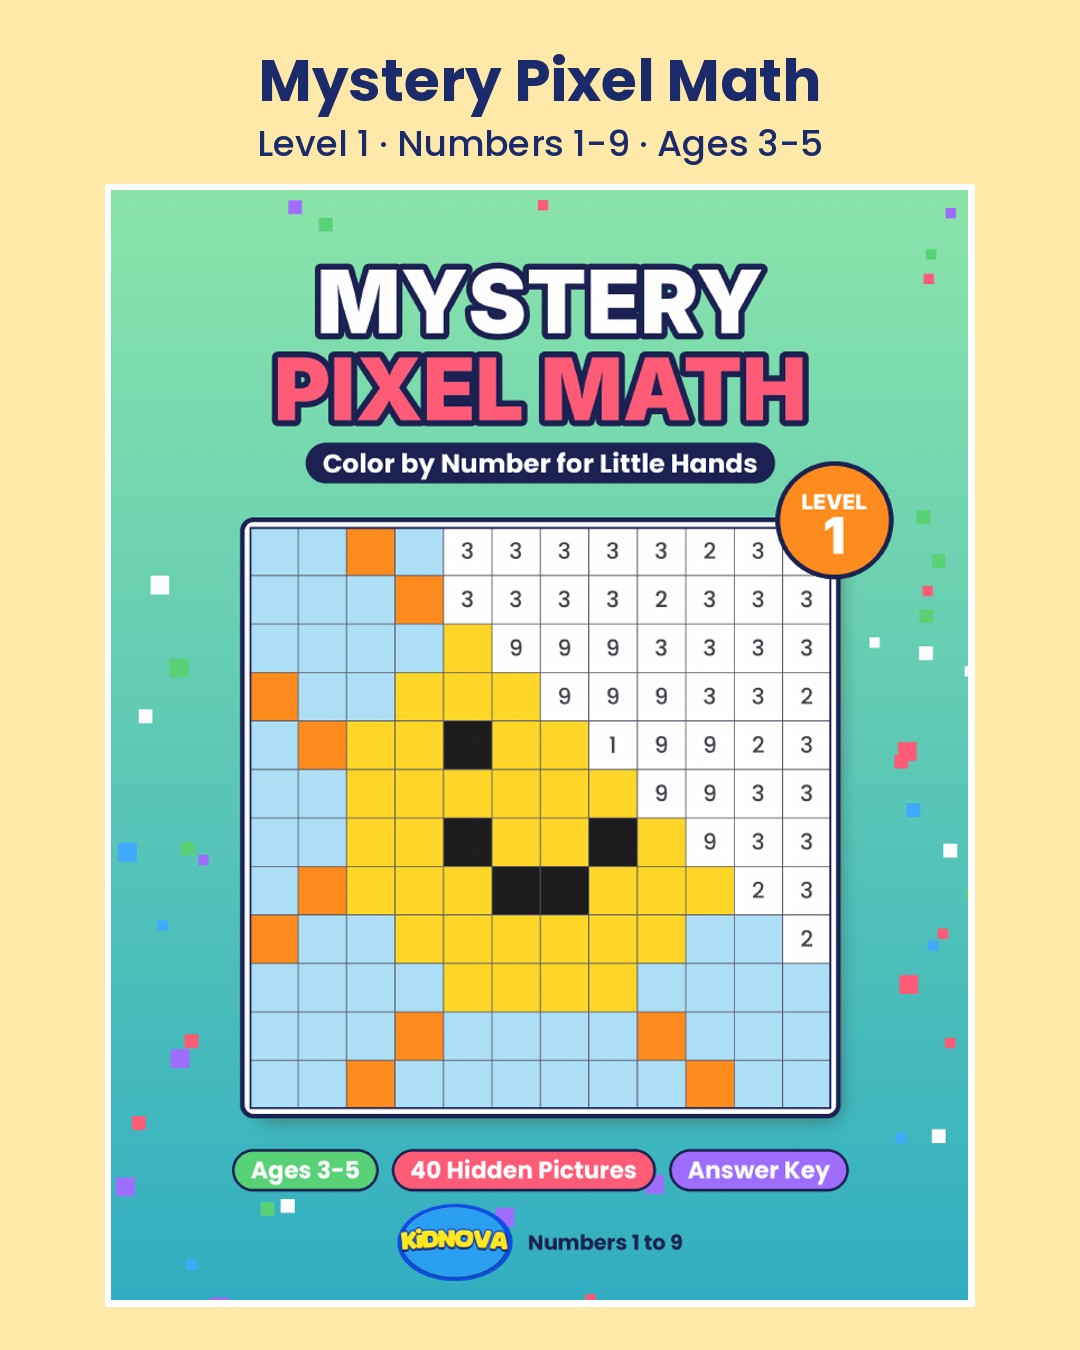 Mystery Pixel Math
Level 1 · Numbers 1-9 · Ages 3-5
MYSTERY
PIXEL MATH
Color by Number for Little Hands
LEVEL
1
3 3 3 3 3 2 3
3 3 3 3 2 3 3 3
9 9 9 3 3 3 3
9 9 9 3 3 2
1 9 9 2 3
9 9 3 3
9 3 3
2 3
2
Ages 3-5
40 Hidden Pictures
Answer Key
KiDNOVA
Numbers 1 to 9